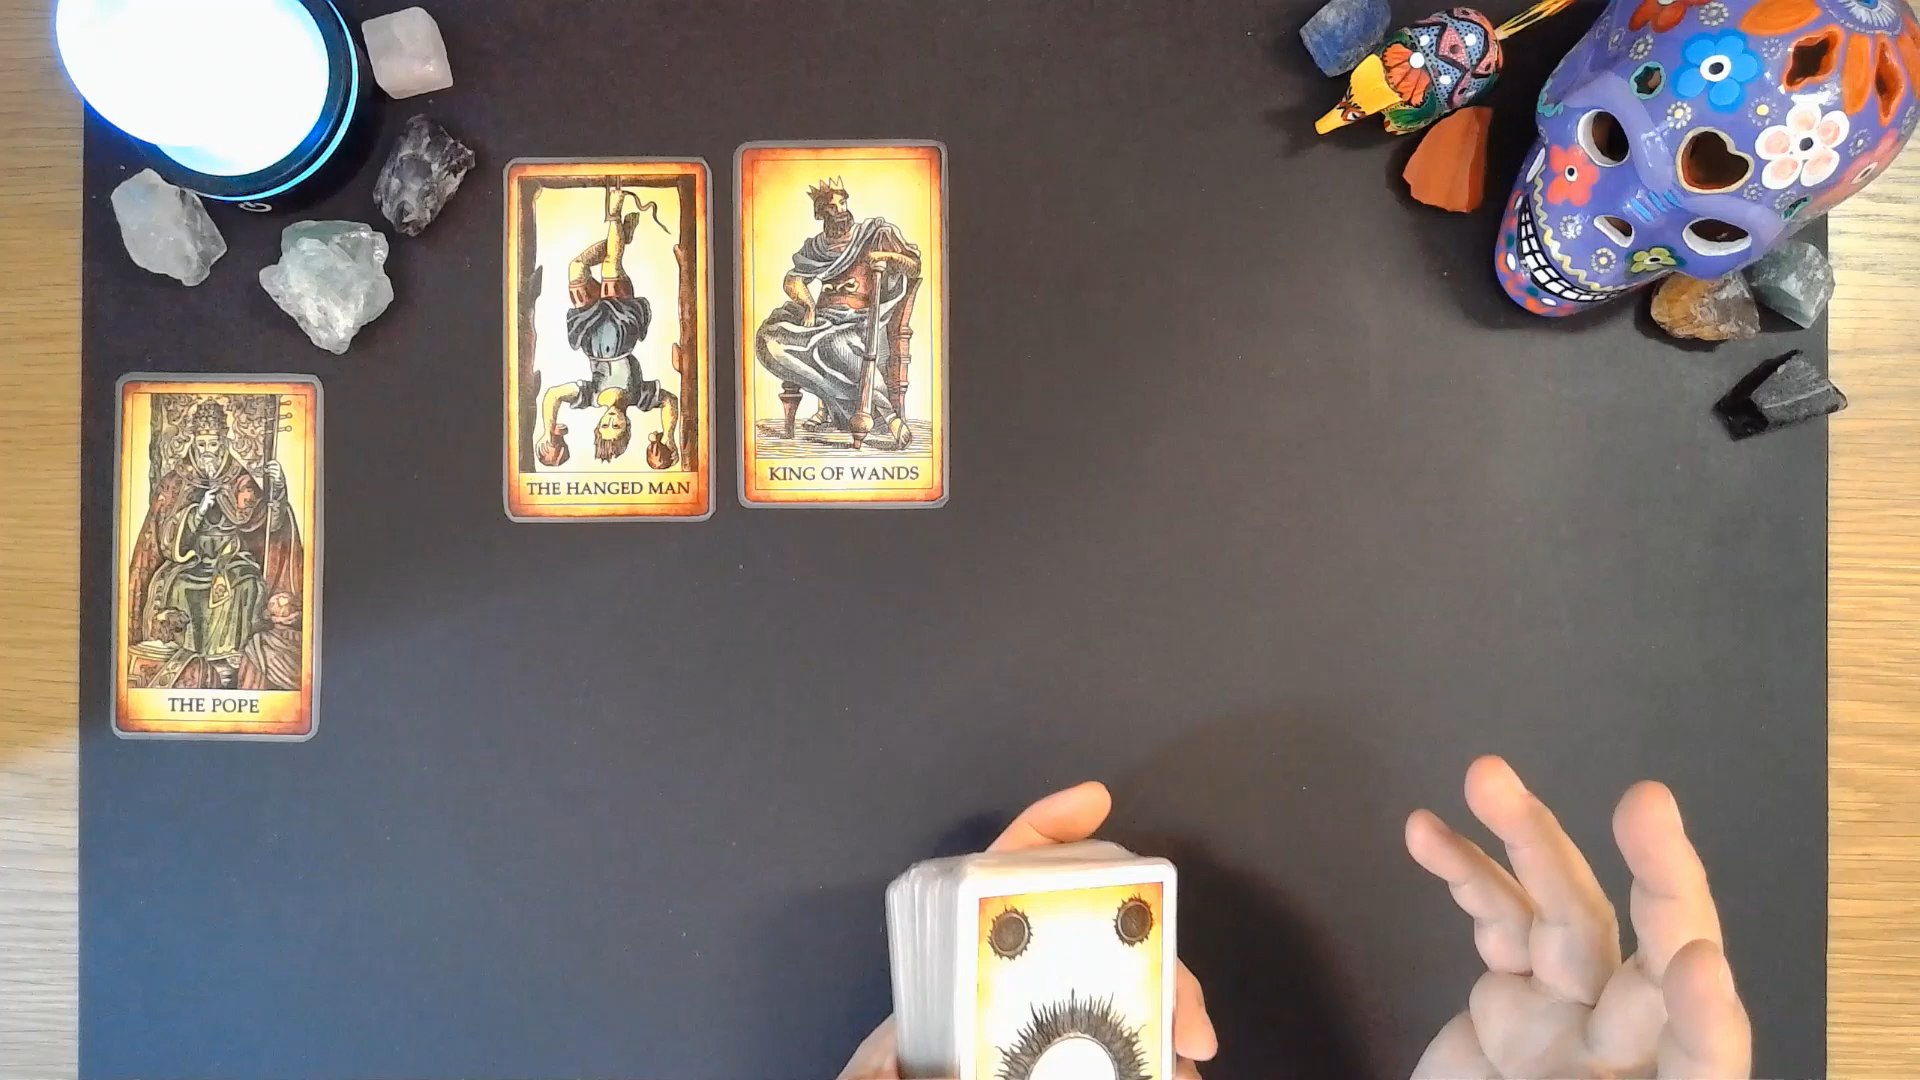 THE HANGED MAN
KING OF WANDS
THE POPE